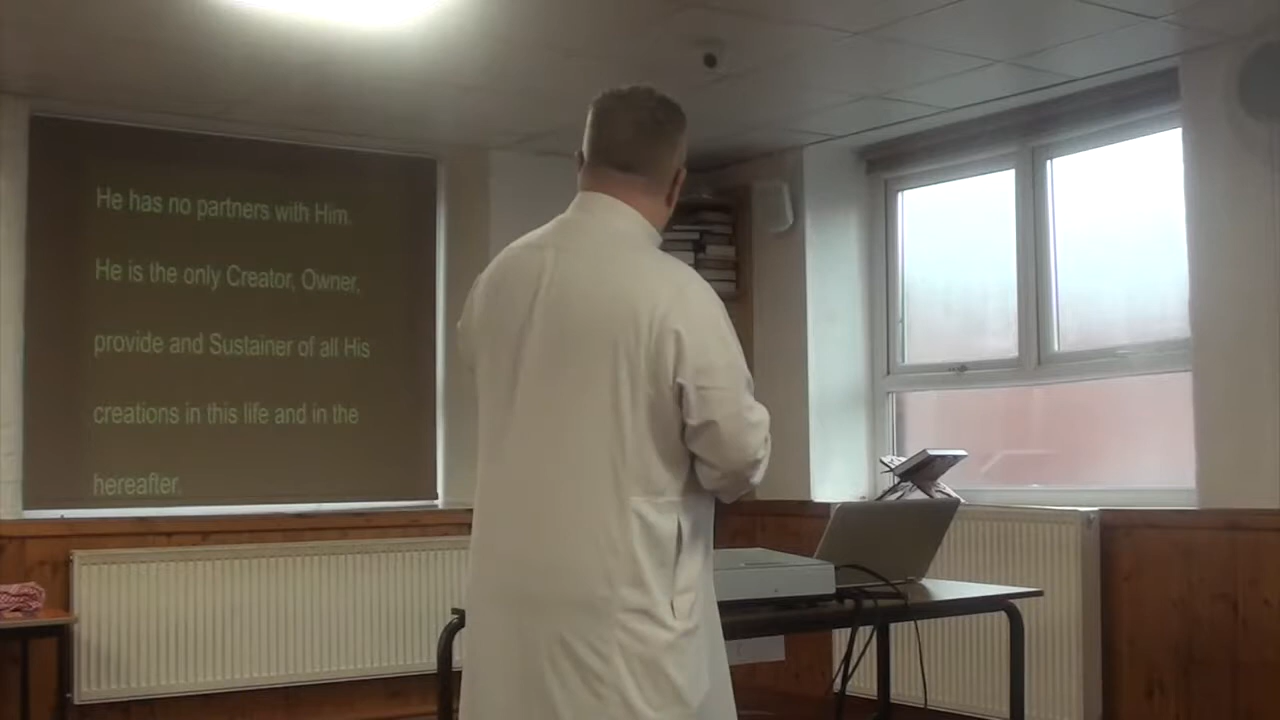 He has no partners with Him.
He is the only Creator, Owner,
provide and Sustainer of all His
creations in this life and in the
hereafter.